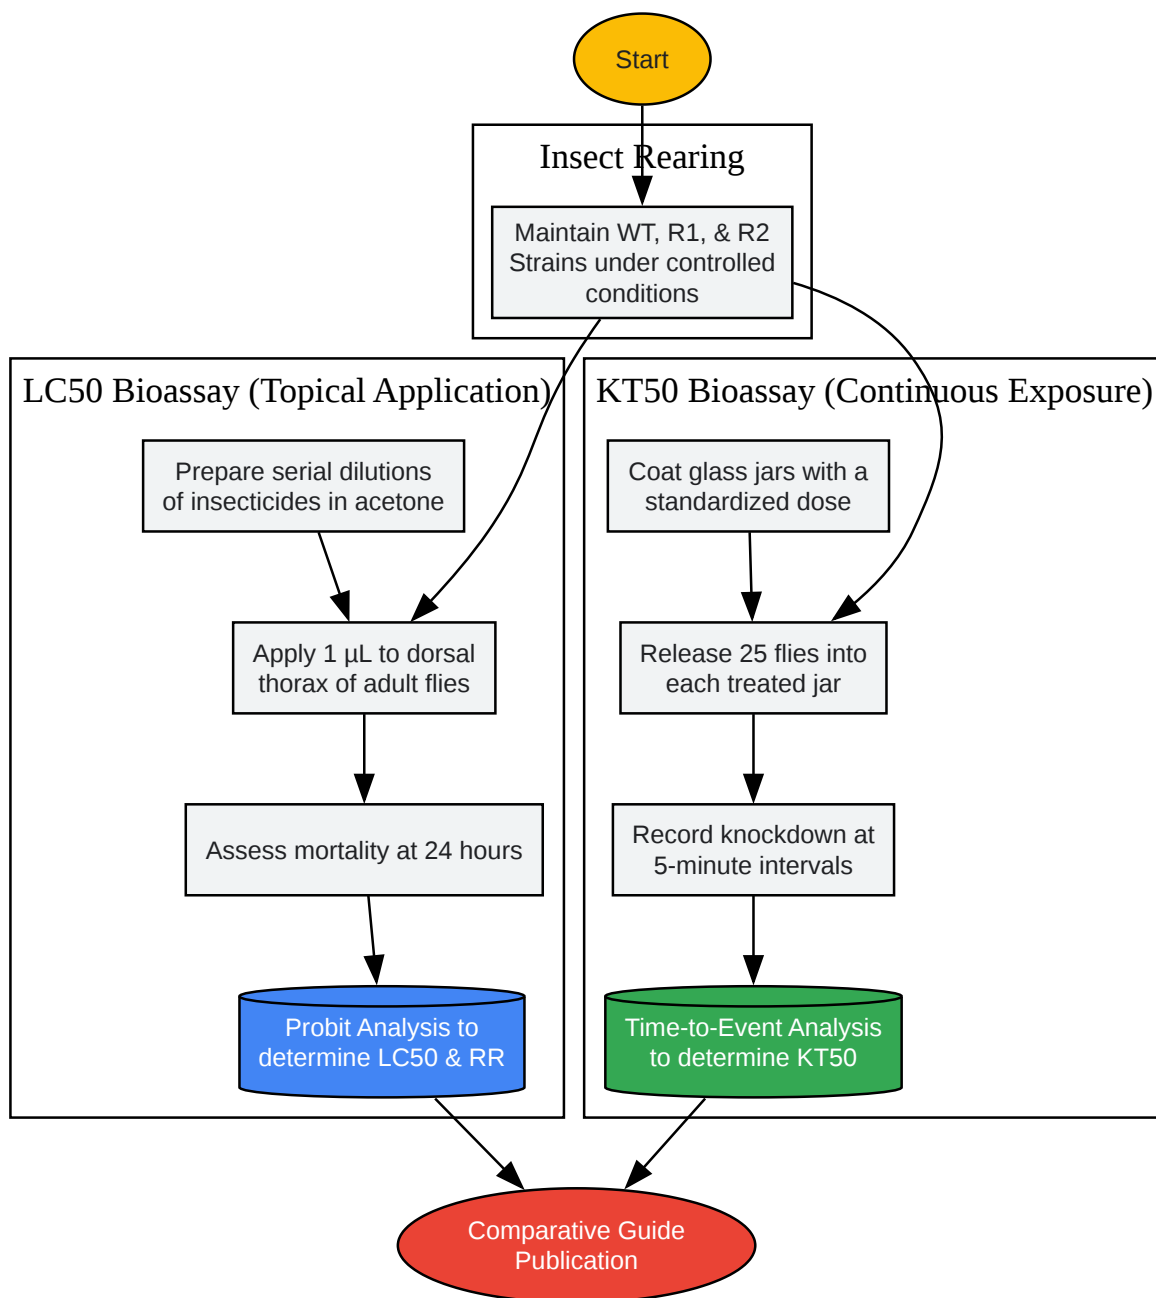 Start
Insect Rearing
Maintain WT, R1, & R2
Strains under controlled
conditions
LC50 Bioassay (Topical Application)
Prepare serial dilutions
of insecticides in acetone
Apply 1 µL to dorsal
thorax of adult flies
Assess mortality at 24 hours
Probit Analysis to
determine LC50 & RR
KT50 Bioassay (Continuous Exposure)
Coat glass jars with a
standardized dose
Release 25 flies into
each treated jar
Record knockdown at
5-minute intervals
Time-to-Event Analysis
to determine KT50
Comparative Guide
Publication